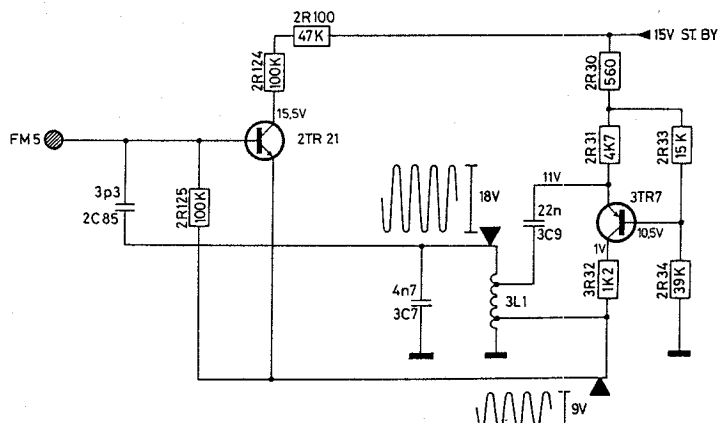 2R100
47K
15V ST. BY
2R124
100K
2R30
560
15,5V
FM5
2TR 21
2R31
4K7
2R33
15K
3p3
2C85
2R125
100K
18V
11V
22n
3C9
3TR7
10,5V
1V
3R32
1K2
2R34
39K
4n7
3C7
3L1
9V